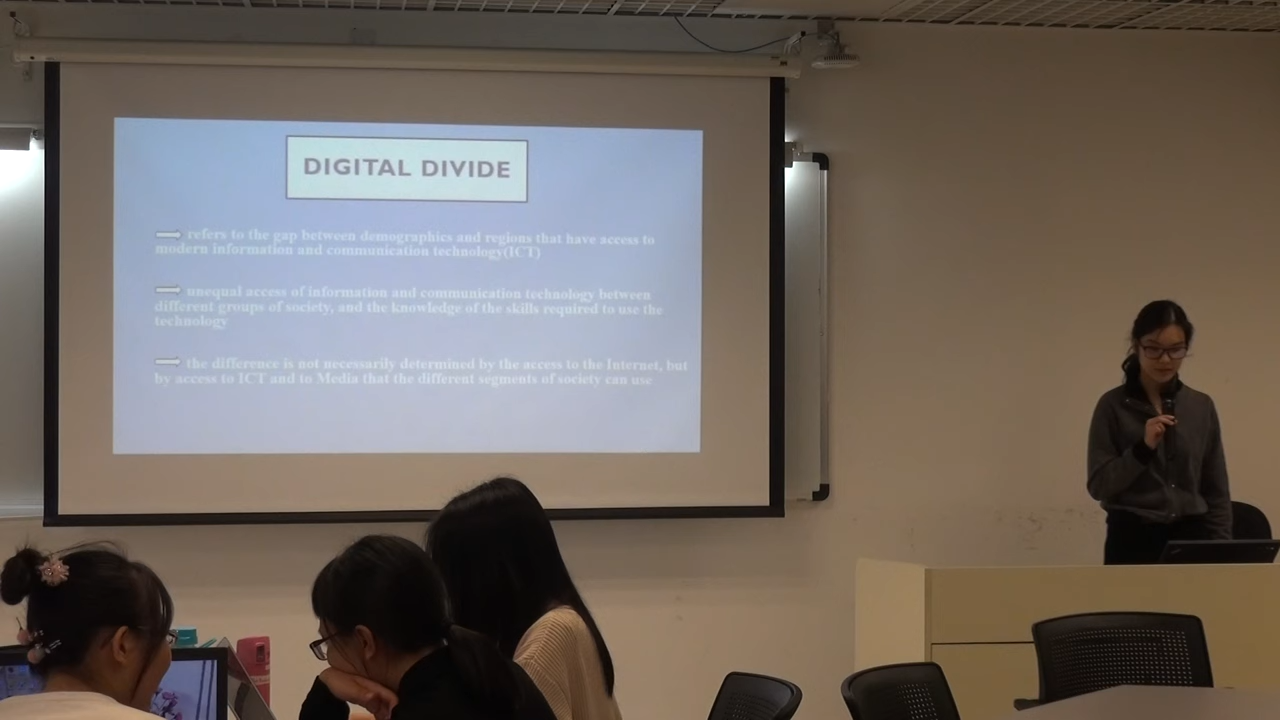 DIGITAL DIVIDE
refers to the gap between demographics and regions that have access to
modern information and communication technology(ICT)
unequal access of information and communication technology between
different groups of society, and the knowledge of the skills required to use the
technology
the difference is not necessarily determined by the access to the Internet, but
by access to ICT and to Media that the different segments of society can use